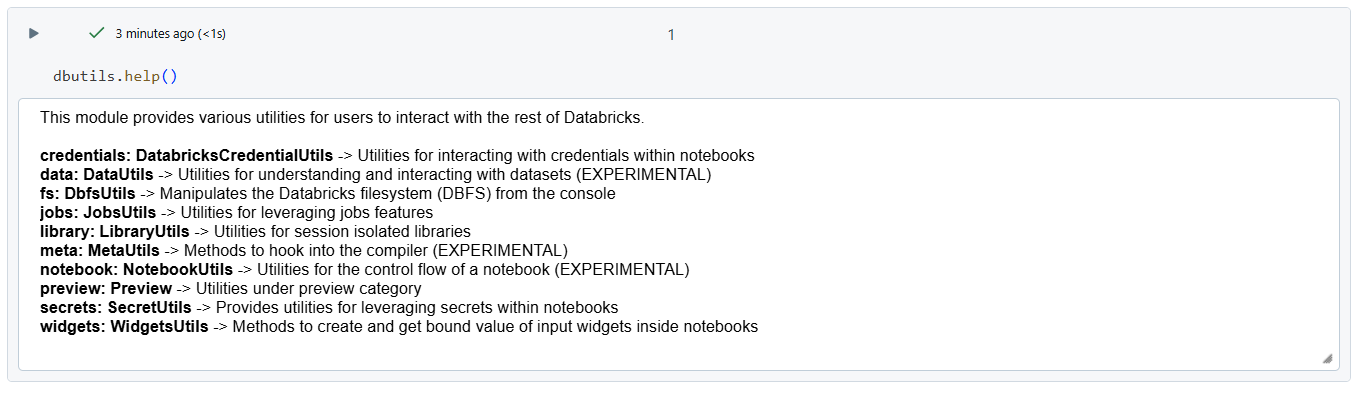 3 minutes ago (<1s)
1
dbutils.help()
This module provides various utilities for users to interact with the rest of Databricks.
credentials: DatabricksCredentialUtils -> Utilities for interacting with credentials within notebooks
data: DataUtils -> Utilities for understanding and interacting with datasets (EXPERIMENTAL)
fs: DbfsUtils -> Manipulates the Databricks filesystem (DBFS) from the console
jobs: JobsUtils -> Utilities for leveraging jobs features
library: LibraryUtils -> Utilities for session isolated libraries
meta: MetaUtils -> Methods to hook into the compiler (EXPERIMENTAL)
notebook: NotebookUtils -> Utilities for the control flow of a notebook (EXPERIMENTAL)
preview: Preview -> Utilities under preview category
secrets: SecretUtils -> Provides utilities for leveraging secrets within notebooks
widgets: WidgetsUtils -> Methods to create and get bound value of input widgets inside notebooks